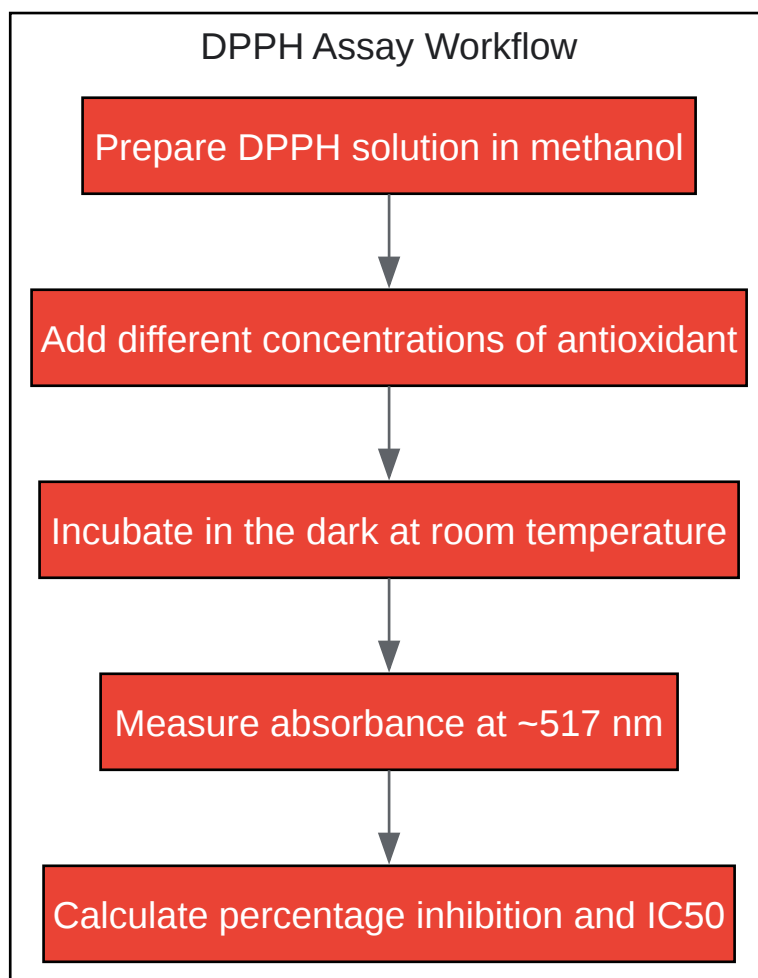 DPPH Assay Workflow
Prepare DPPH solution in methanol
Add different concentrations of antioxidant
Incubate in the dark at room temperature
Measure absorbance at ~517 nm
Calculate percentage inhibition and IC50